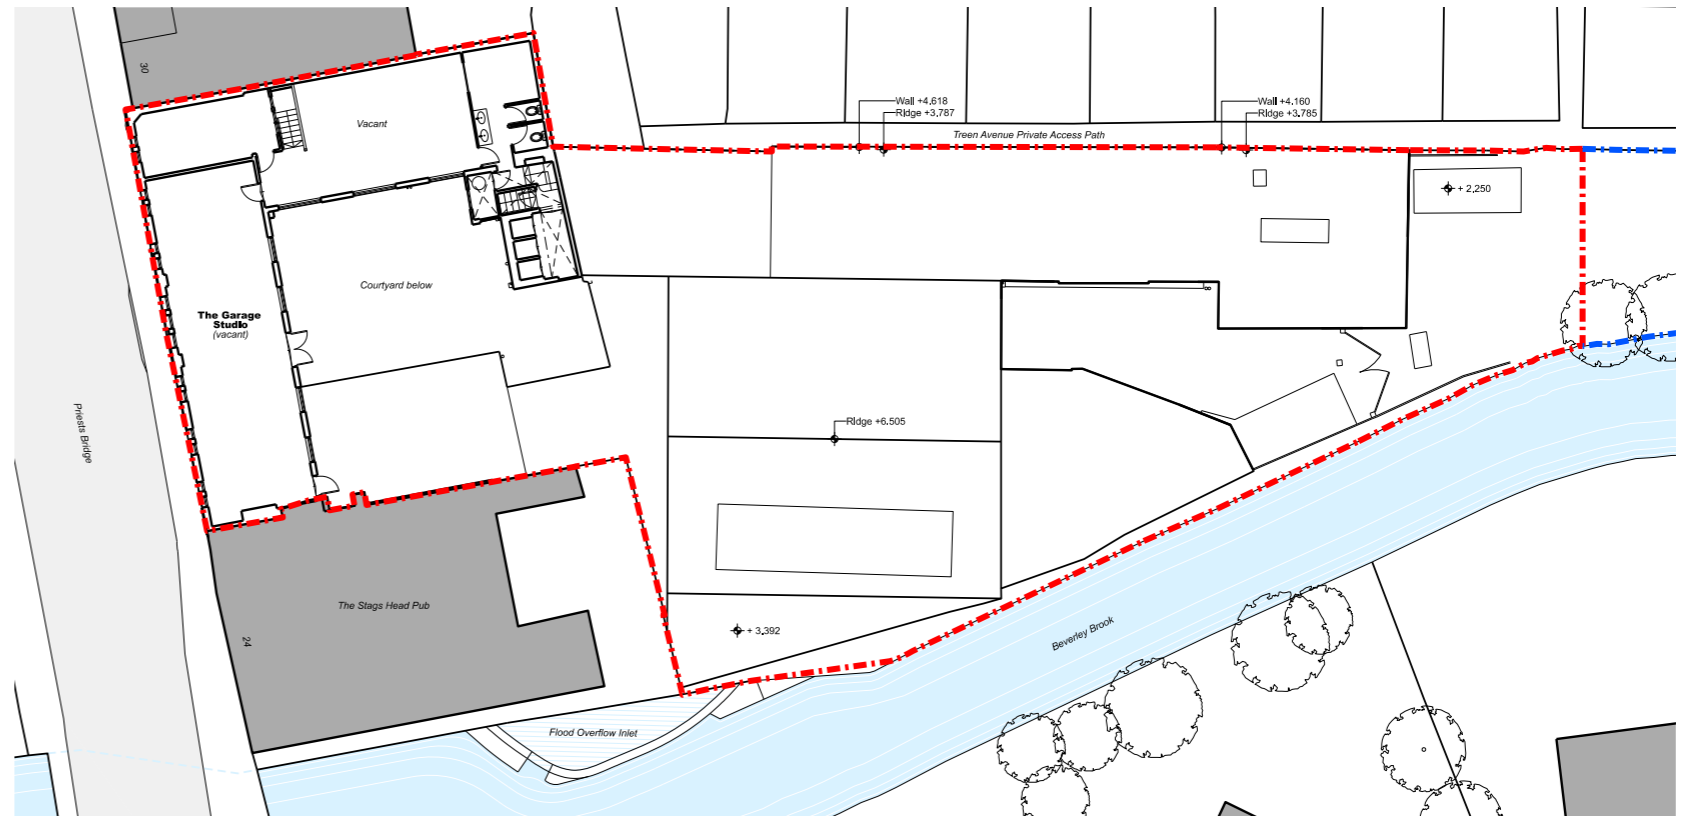 30
Vacant
Wall +4.618
Ridge +3,787
Wall +4.160
Ridge +3.785
Treen Avenue Private Access Path
+ 2,250
Courtyard below
The Garage
Studio
(vacant)
Priests Bridge
Ridge +6.505
The Stags Head Pub
24
+ 3,392
Beverley Brook
Flood Overflow Inlet